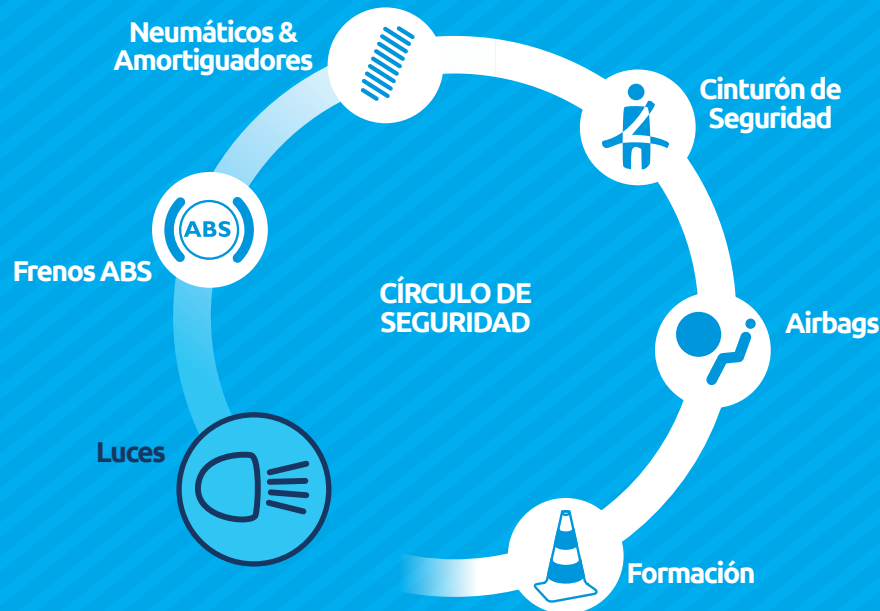 Neumáticos &
Amortiguadores
Cinturón de
Seguridad
ABS
Frenos ABS
CÍRCULO DE
SEGURIDAD
Airbags
Luces
Formación